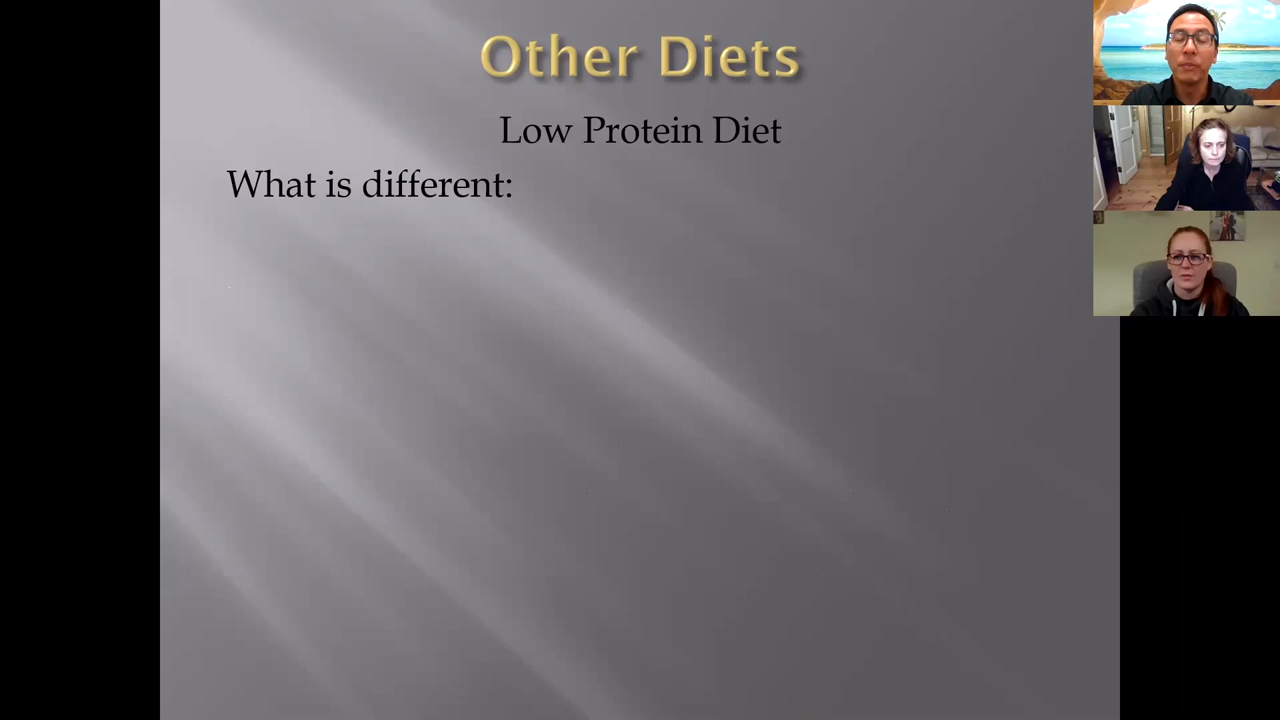 Other Diets
Low Protein Diet
What is different: